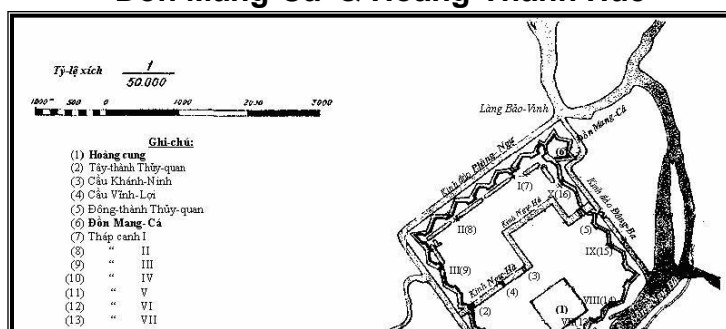 Đồn Mang-Cá & Hoàng Thành Huế
Tỷ-lệ xích 1
50.000
1000 m 500 0 1000 2000 3000
Ghi-chú:
(1) Hoàng cung
(2) Tây-thành Thủy-quan
(3) Cầu Khánh-Ninh
(4) Cầu Vĩnh-Lợi
(5) Đông-thành Thủy-quan
(6) Đồn Mang-Cá
(7) Tháp canh I
(8) " II
(9) " III
(10) " IV
(11) " V
(12) " VI
(13) " VII
Làng Bảo-Vinh
Đồn Mang-Cá
(6)
Kinh đào
I(7)
X(16)
Kinh đào Đông-Ba
II(8)
Kinh Ngự-Hà
(5)
IX(15)
III(9)
Kinh Ngự-Hà
(3)
(4)
(2)
(1)
VIII(14)